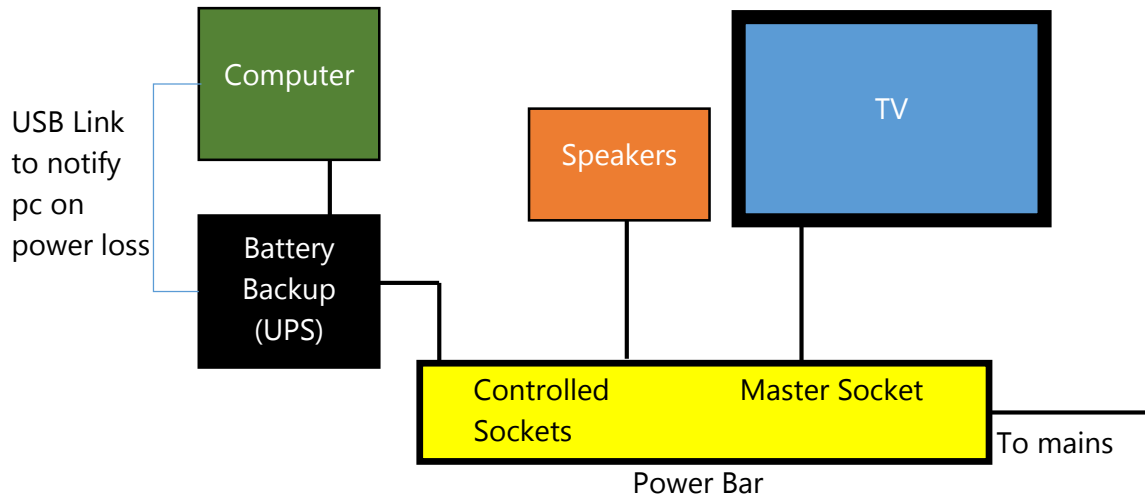 Computer
USB Link
to notify
pc on
power loss
Battery
Backup
(UPS)
Speakers
TV
Controlled
Sockets
Master Socket
To mains
Power Bar